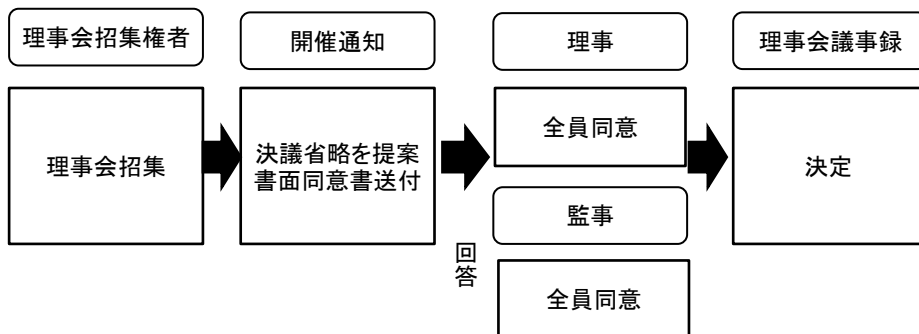 理事会招集権者
開催通知
理事
理事会議事録
理事会招集
決議省略を提案
書面同意書送付
回答
全員同意
監事
全員同意
決定